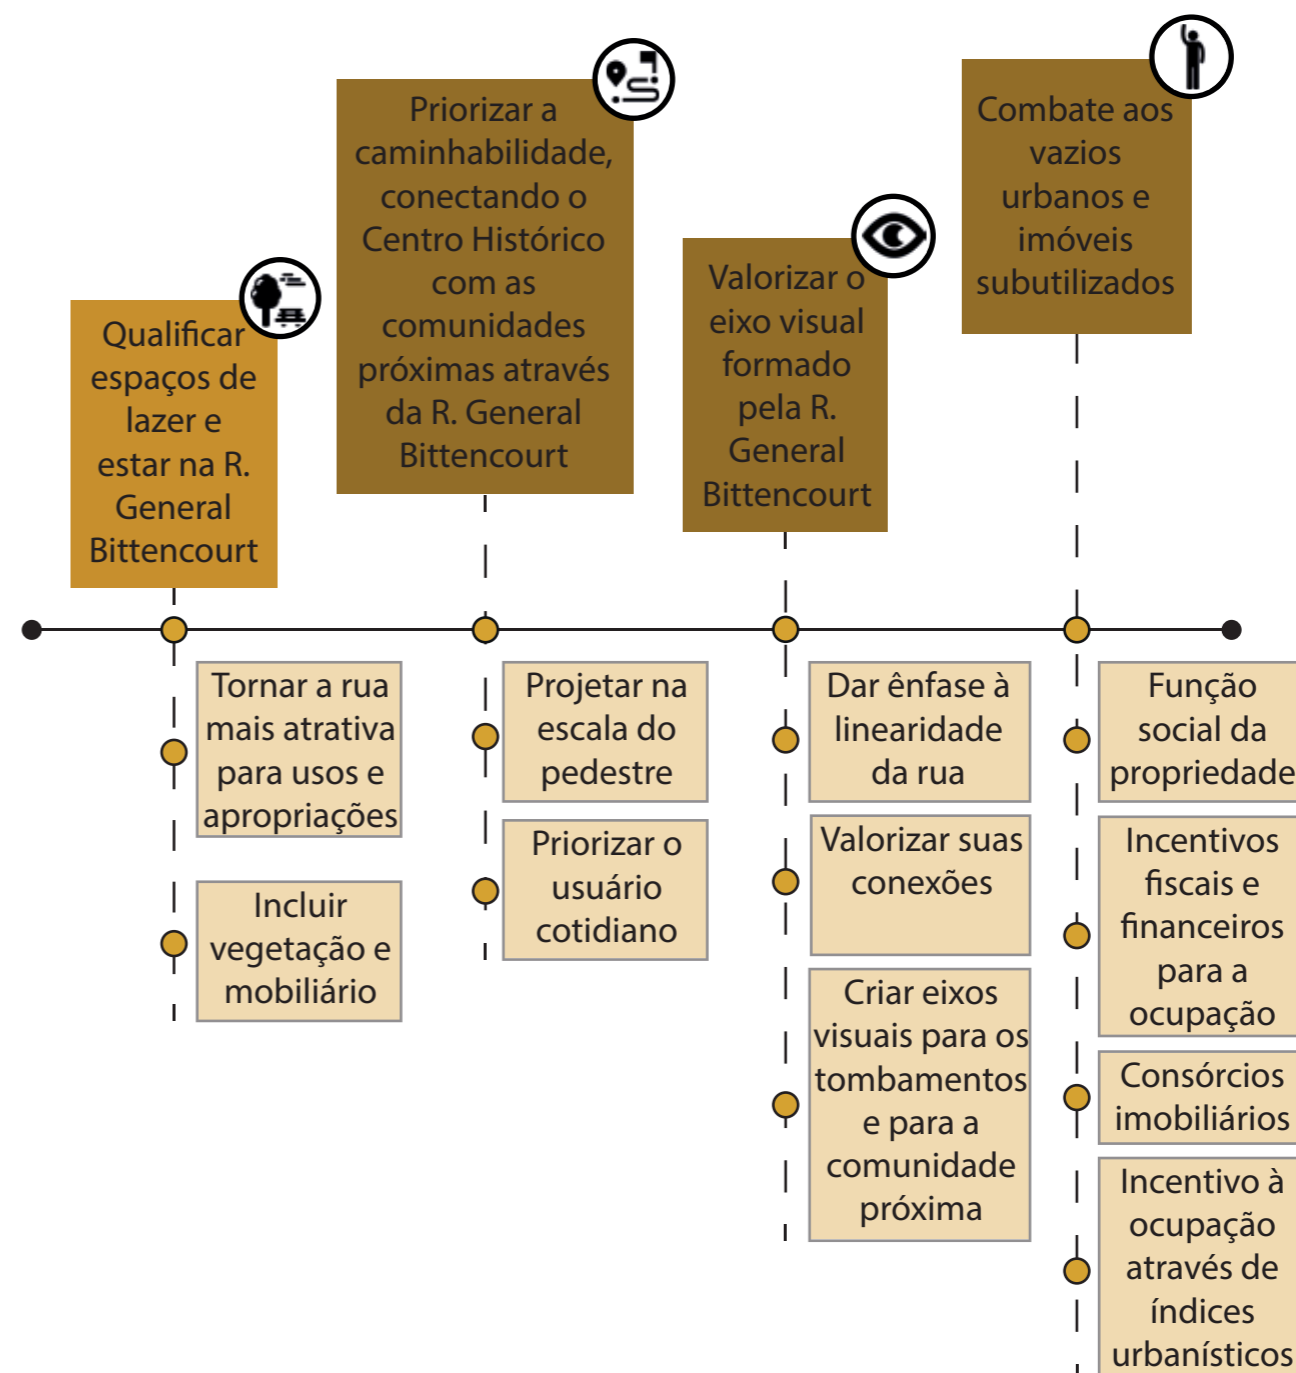 Qualificar
espaços de
lazer e
estar na R.
General
Bittencourt
Priorizar a
caminhabilidade,
conectando o
Centro Histórico
com as
comunidades
próximas através
da R. General
Bittencourt
Valorizar o
eixo visual
formado
pela R.
General
Bittencourt
Combate aos
vazios
urbanos e
imóveis
subutilizados
Tornar a rua
mais atrativa
para usos e
apropriações
Incluir
vegetação e
mobiliário
Projetar na
escala do
pedestre
Priorizar o
usuário
cotidiano
Dar ênfase à
linearidade
da rua
Valorizar suas
conexões
Criar eixos
visuais para os
tombamentos
e para a
comunidade
próxima
Função
social da
propriedade
Incentivos
fiscais e
financeiros
para a
ocupação
Consórcios
imobiliários
Incentivo à
ocupação
através de
índices
urbanísticos